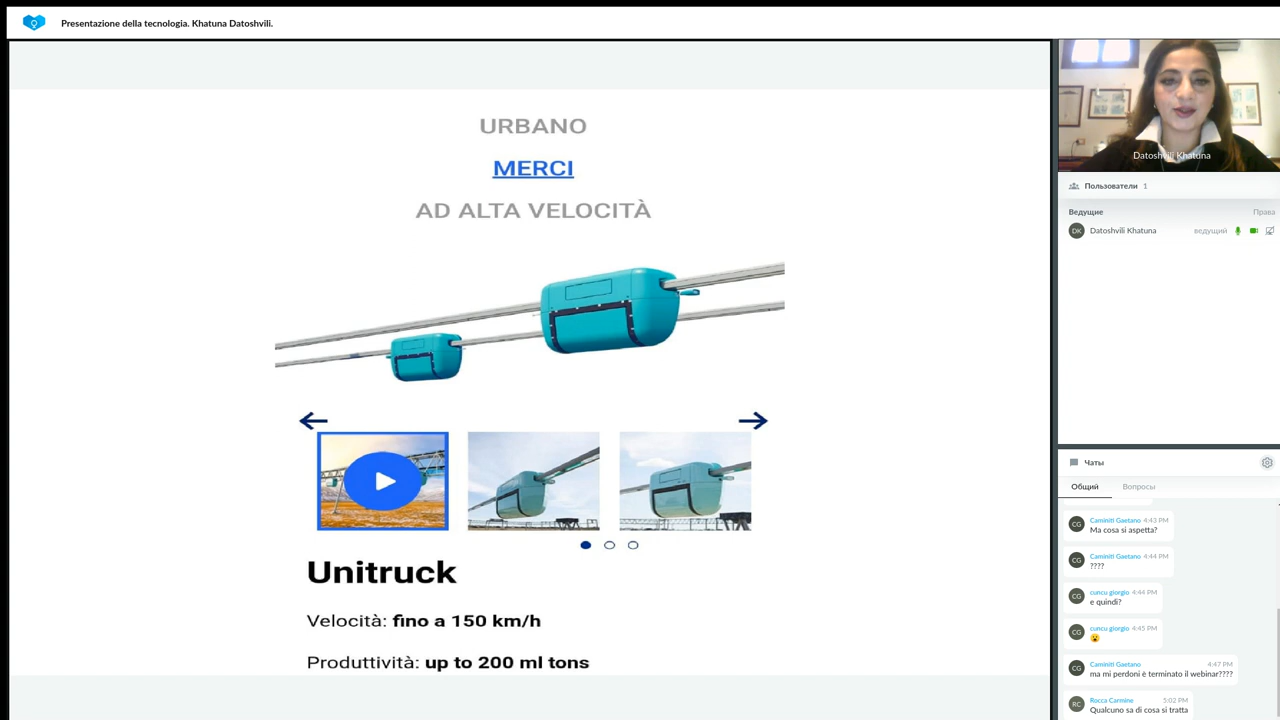 Presentazione della tecnologia. Khatuna Datoshvili.
URBANO
MERCI
AD ALTA VELOCITÀ
Unitruck
Velocità: fino a 150 km/h
Produttività: up to 200 ml tons
Datoshvili Khatuna
Пользователи 1
Ведущие Права
DK Datoshvili Khatuna ведущий
Чаты
Общий Вопросы
CG Caminiti Gaetano 4:43 PM
Ma cosa si aspetta?
CG Caminiti Gaetano 4:44 PM
????
CG cuncu giorgio 4:44 PM
e quindi?
CG cuncu giorgio 4:45 PM
😮
CG Caminiti Gaetano 4:47 PM
ma mi perdoni è terminato il webinar????
RC Rocca Carmine 5:02 PM
Qualcuno sa di cosa si tratta